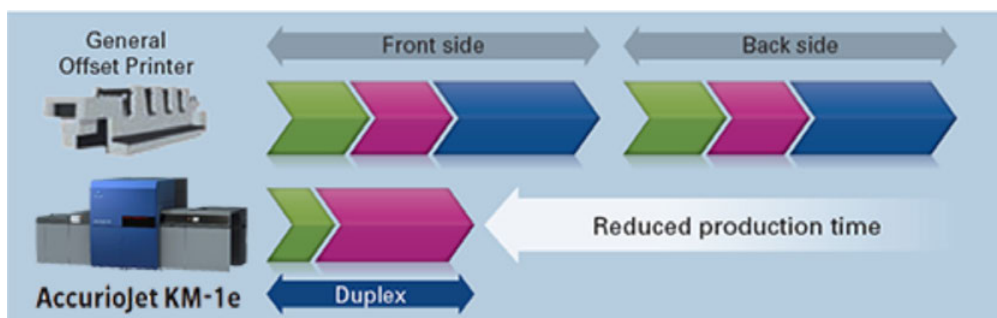 General
Offset Printer
Front side
Back side
AccurioJet KM-1e
Duplex
Reduced production time